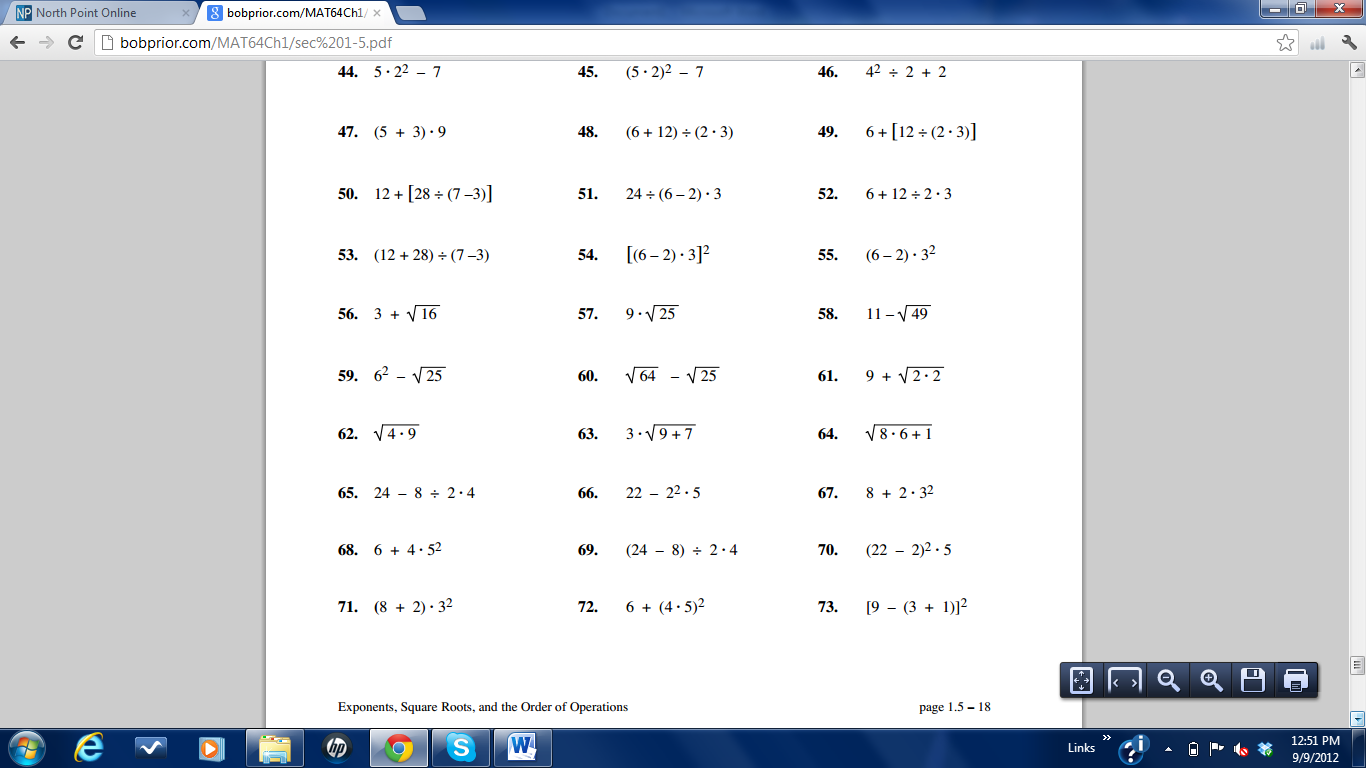 North Point Online
bobprior.com/MAT64Ch1/
bobprior.com/MAT64Ch1/sec%201-5.pdf
44. 5 · 2² – 7 45. (5 · 2)² – 7 46. 4² ÷ 2 + 2
47. (5 + 3) · 9 48. (6 + 12) ÷ (2 · 3) 49. 6 + [12 ÷ (2 · 3)]
50. 12 + [28 ÷ (7 –3)] 51. 24 ÷ (6 – 2) · 3 52. 6 + 12 ÷ 2 · 3
53. (12 + 28) ÷ (7 –3) 54. [(6 – 2) · 3]² 55. (6 – 2) · 3²
56. 3 + √16 57. 9 · √25 58. 11 – √49
59. 6² – √25 60. √64 – √25 61. 9 + √(2 · 2)
62. √(4 · 9) 63. 3 · √(9 + 7) 64. √(8 · 6 + 1)
65. 24 – 8 ÷ 2 · 4 66. 22 – 2² · 5 67. 8 + 2 · 3²
68. 6 + 4 · 5² 69. (24 – 8) ÷ 2 · 4 70. (22 – 2)² · 5
71. (8 + 2) · 3² 72. 6 + (4 · 5)² 73. [9 – (3 + 1)]²
Exponents, Square Roots, and the Order of Operations page 1.5 – 18
Links » 12:51 PM
9/9/2012